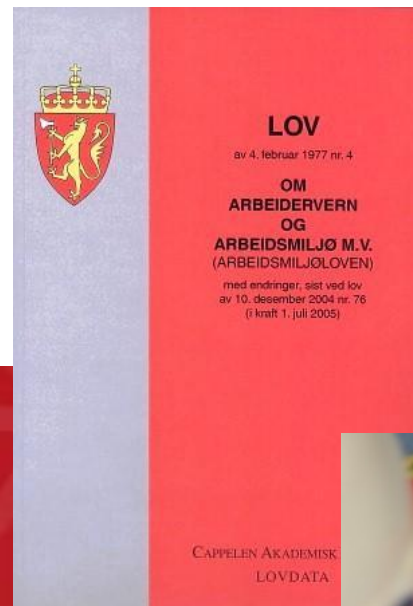 LOV
av 4. februar 1977 nr. 4
OM
ARBEIDERVERN
OG
ARBEIDSMILJØ M.V.
(ARBEIDSMILJØLOVEN)
med endringer, sist ved lov
av 10. desember 2004 nr. 76
(i kraft 1. juli 2005)
CAPPELEN AKADEMISK
LOVDATA